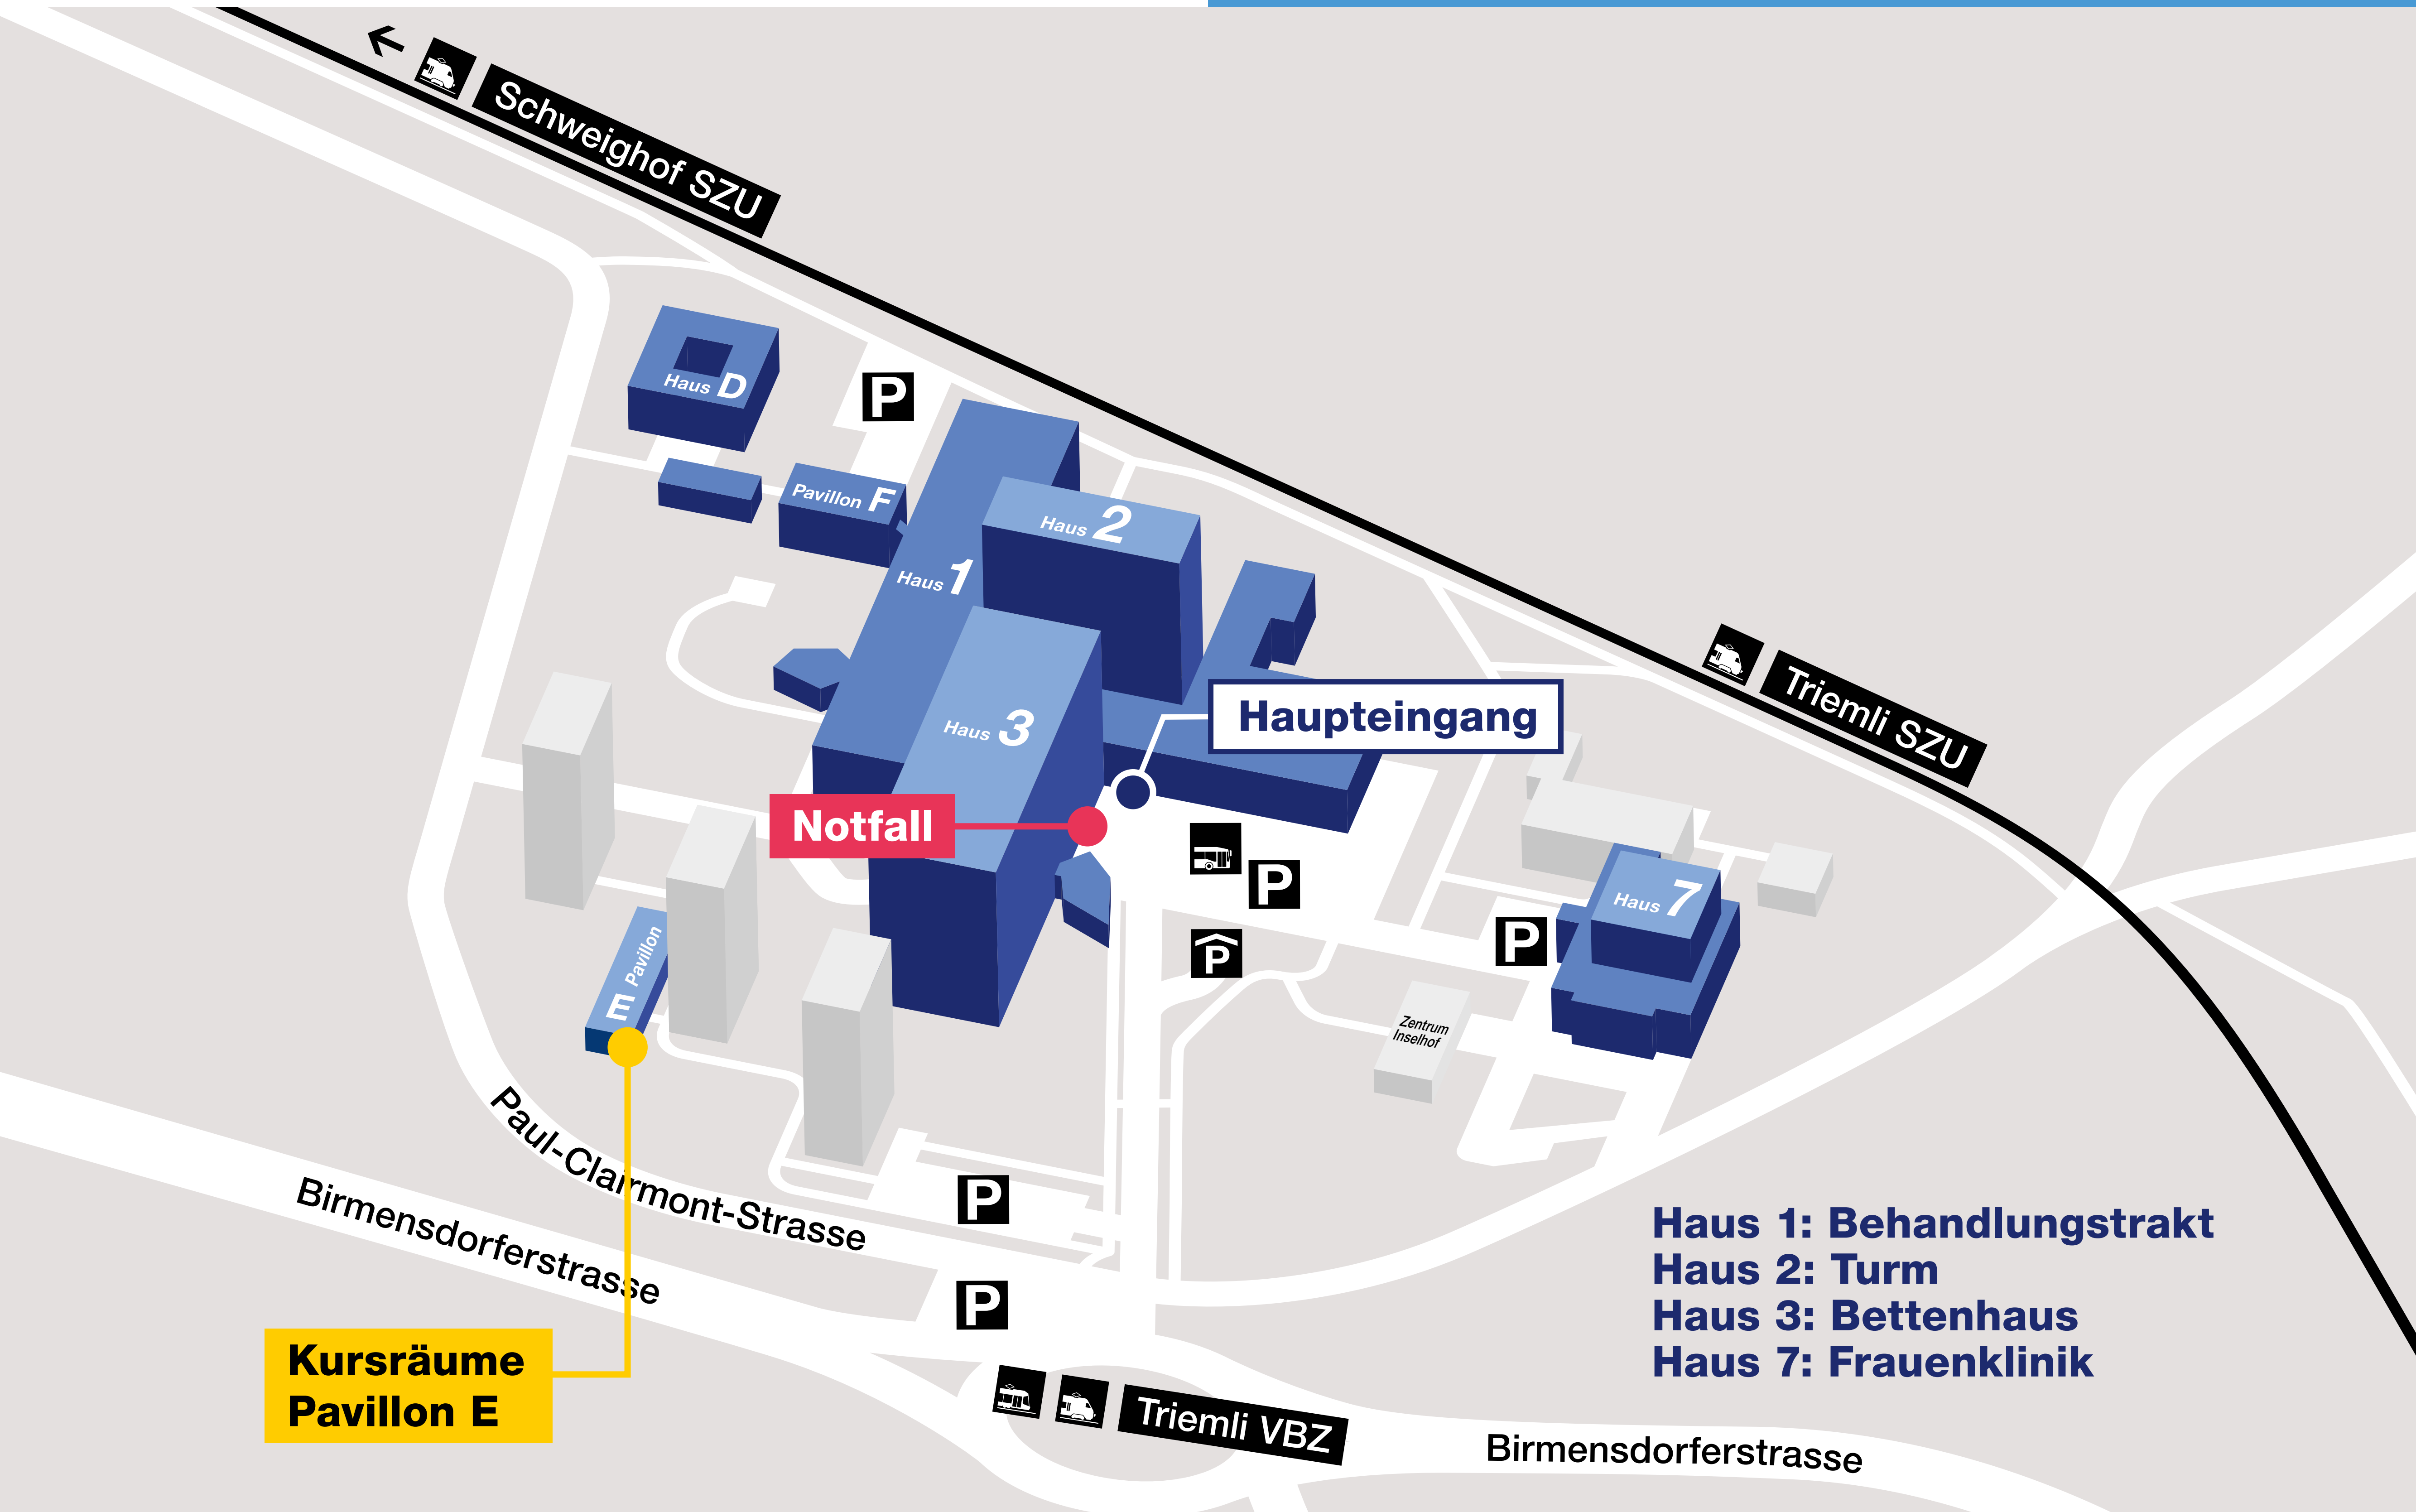 Schweighof SZU
Haus D
P
Pavillon F
Haus 2
Haus 1
Haus 3
Haupteingang
Triemli SZU
Notfall
P
Haus 7
P
P
Pavillon E
Zentrum
Inselhof
Paul-Clairmont-Strasse
Birmensdorferstrasse
P
P
Haus 1: Behandlungstrakt
Haus 2: Turm
Haus 3: Bettenhaus
Haus 7: Frauenklinik
Kursräume
Pavillon E
Triemli VBZ
Birmensdorferstrasse